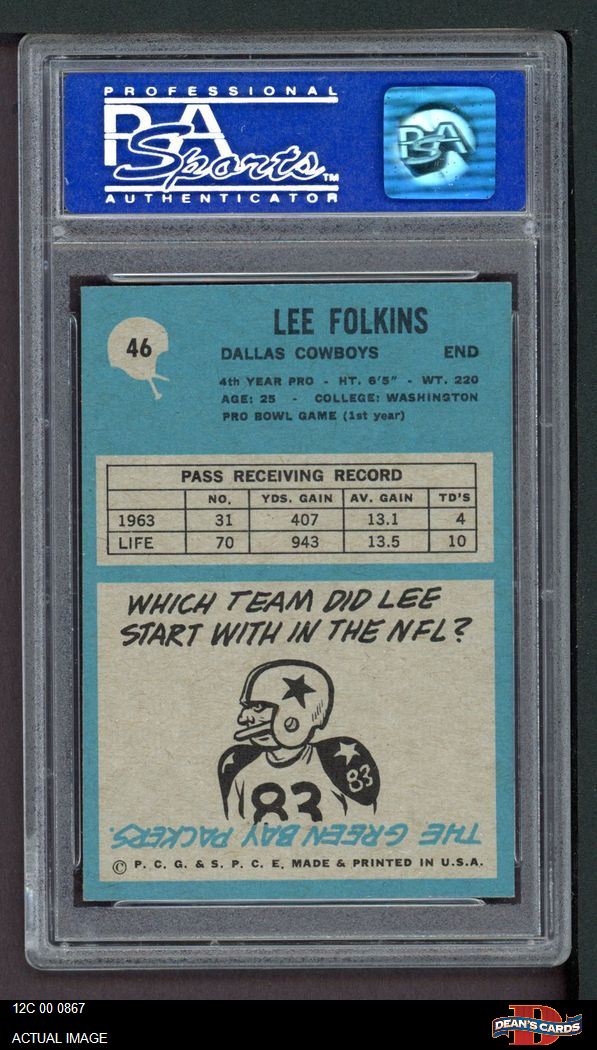 PROFESSIONAL
PSA
Sports™
AUTHENTICATOR
PSA
46
LEE FOLKINS
DALLAS COWBOYS END
4th YEAR PRO - HT. 6'5" - WT. 220
AGE: 25 - COLLEGE: WASHINGTON
PRO BOWL GAME (1st year)
PASS RECEIVING RECORD
NO. YDS. GAIN AV. GAIN TD'S
1963 31 407 13.1 4
LIFE 70 943 13.5 10
WHICH TEAM DID LEE
START WITH IN THE NFL?
83
83
THE GREEN BAY PACKERS.
© P. C. G. & S. P. C. E. MADE & PRINTED IN U.S.A.
12C 00 0867
ACTUAL IMAGE
D
DEAN'S CARDS